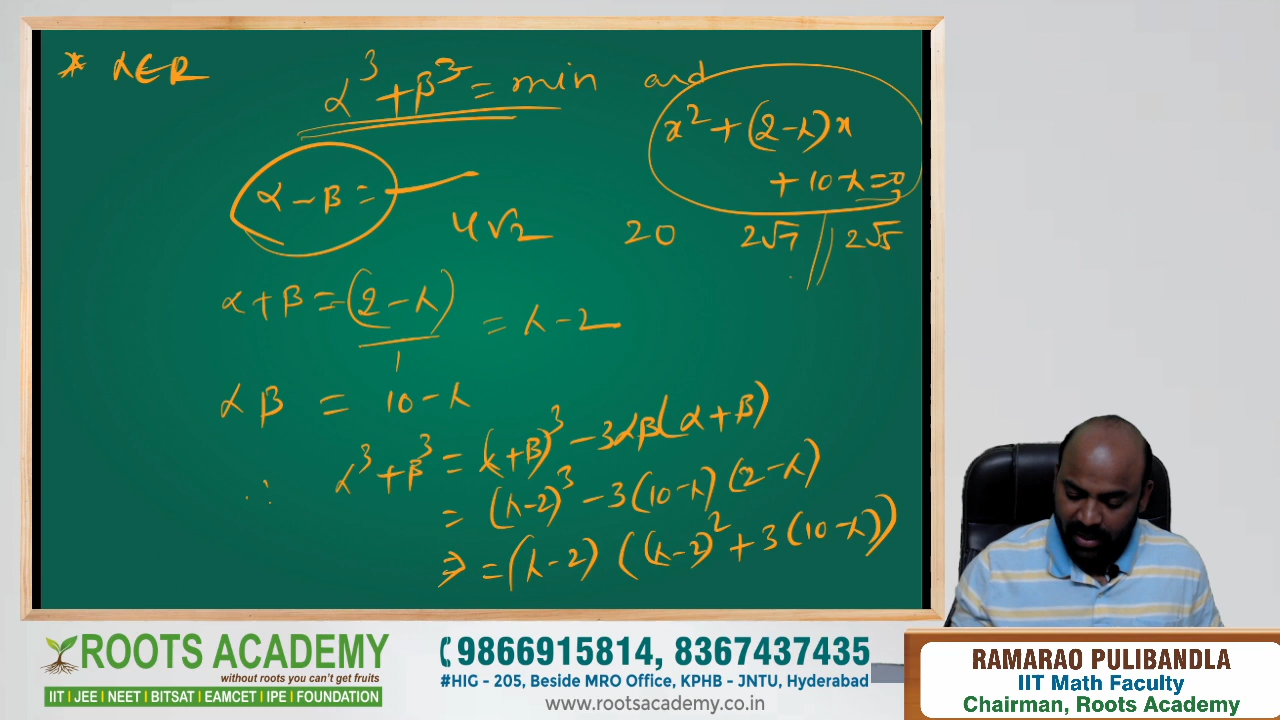 * λ∈R
α³+β³ = min and
x²+(2-λ)x
+10-λ=0,
α-β =
4√2 20 2√7 2√5
α+β = (2-λ)/1 = λ-2
αβ = 10-λ
∴ α³+β³ = (α+β)³ -3αβ(α+β)
= (λ-2)³ -3(10-λ)(2-λ)
⇒ =(λ-2)((λ-2)²+3(10-λ))
ROOTS ACADEMY
without roots you can't get fruits
IIT | JEE | NEET | BITSAT | EAMCET | IPE | FOUNDATION
9866915814, 8367437435
#HIG - 205, Beside MRO Office, KPHB - JNTU, Hyderabad
www.rootsacademy.co.in
RAMARAO PULIBANDLA
IIT Math Faculty
Chairman, Roots Academy